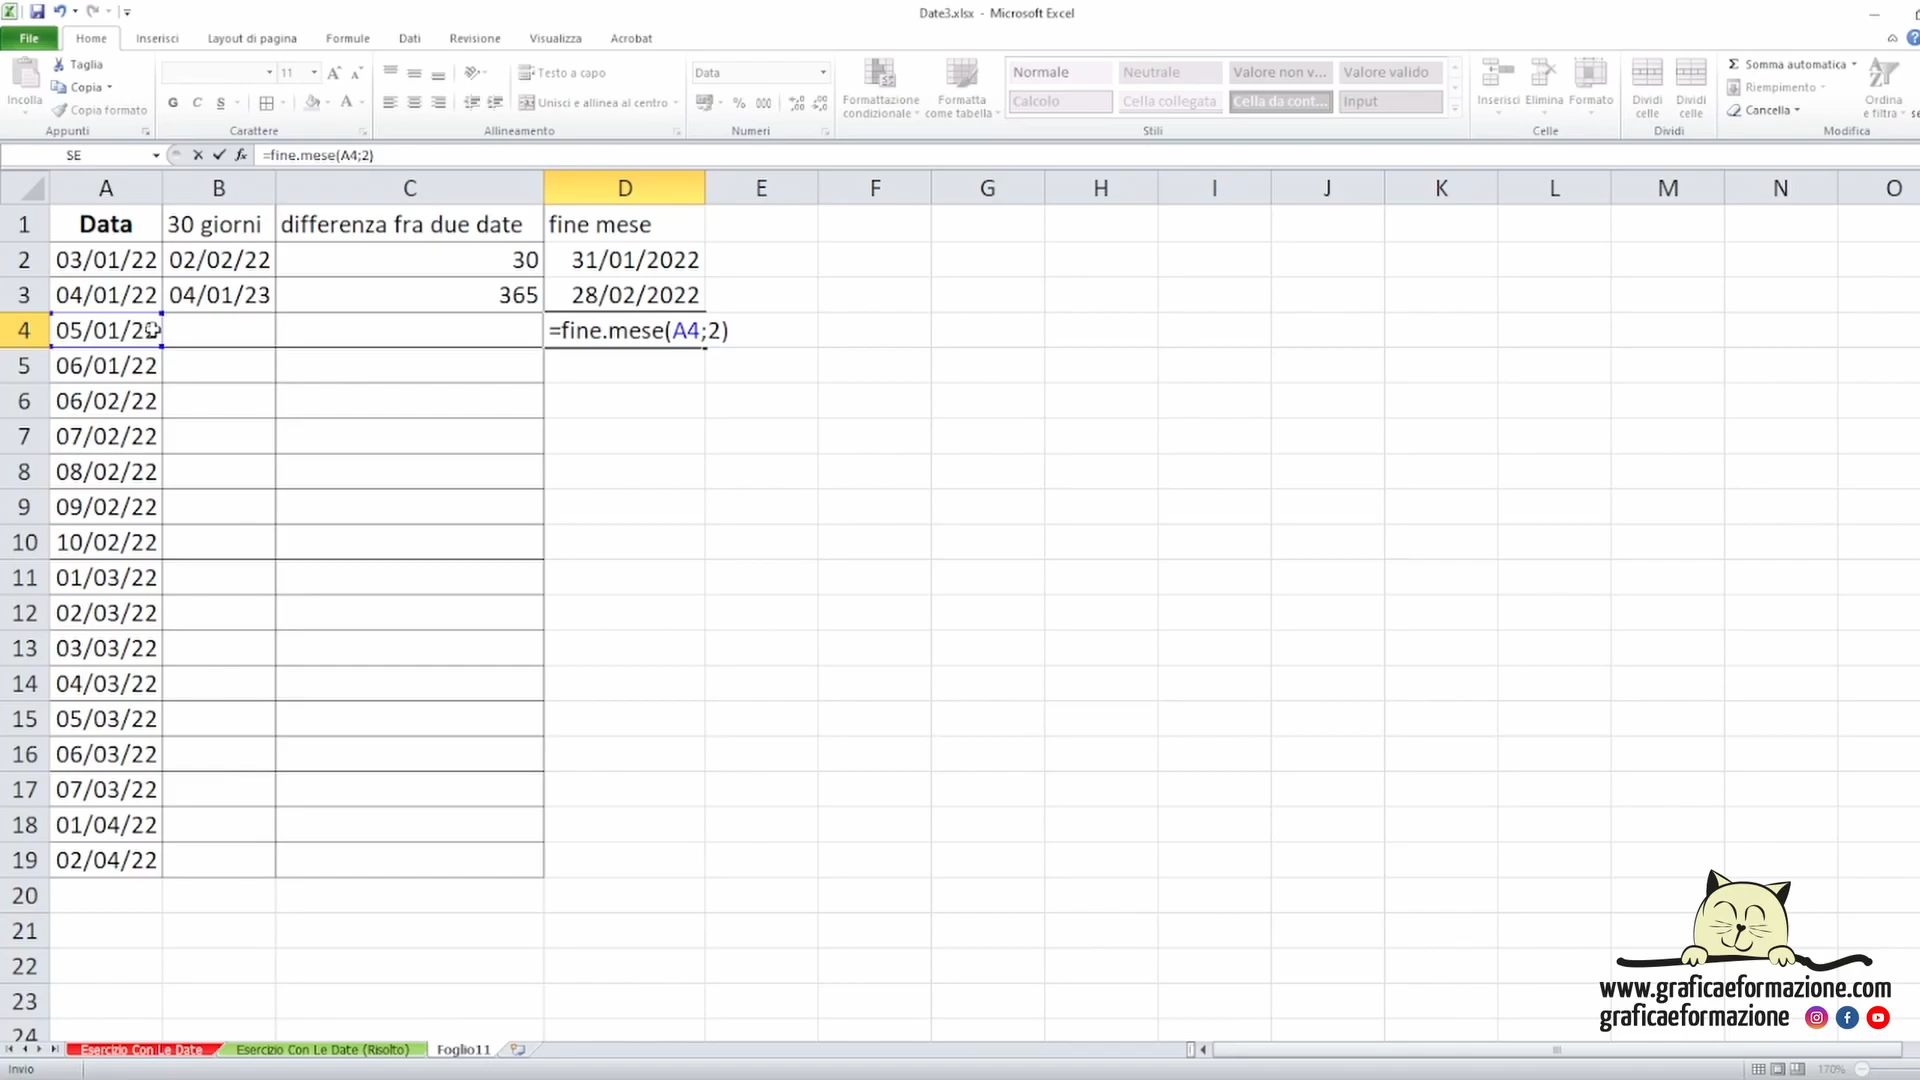 Date3.xlsx - Microsoft Excel
File Home Inserisci Layout di pagina Formule Dati Revisione Visualizza Acrobat
Incolla
Taglia
Copia
Copia formato
Appunti
11
G C S
A
Carattere
Testo a capo
Unisci e allinea al centro
Allineamento
Data
% 000
Numeri
Formattazione condizionale
Formatta come tabella
Normale Neutrale Valore non v... Valore valido
Calcolo Cella collegata Cella da cont... Input
Stili
Inserisci Elimina Formato
Celle
Dividi celle
Dividi celle
Dividi
Σ Somma automatica
Riempimento
Cancella
Ordina e filtra
Modifica
SE fx =fine.mese(A4;2)
A B C D E F G H I J K L M N O
1 Data 30 giorni differenza fra due date fine mese
2 03/01/22 02/02/22 30 31/01/2022
3 04/01/22 04/01/23 365 28/02/2022
4 05/01/22 =fine.mese(A4;2)
5 06/01/22
6 06/02/22
7 07/02/22
8 08/02/22
9 09/02/22
10 10/02/22
11 01/03/22
12 02/03/22
13 03/03/22
14 04/03/22
15 05/03/22
16 06/03/22
17 07/03/22
18 01/04/22
19 02/04/22
20
21
22
23
24
www.graficaeformazione.com
graficaeformazione
Esercizio Con Le Date Esercizio Con Le Date (Risolto) Foglio11
Invio 170%